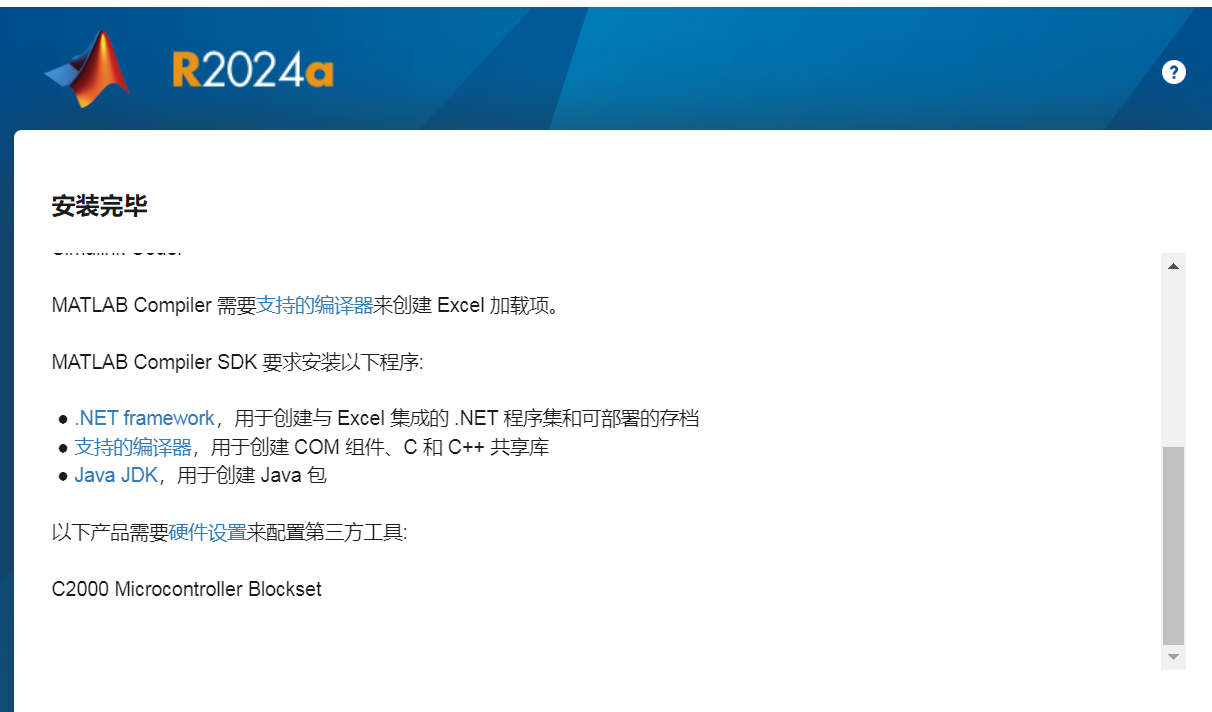 R2024a
?
安装完毕
MATLAB Compiler 需要支持的编译器来创建 Excel 加载项。
MATLAB Compiler SDK 要求安装以下程序:
● .NET framework，用于创建与 Excel 集成的 .NET 程序集和可部署的存档
● 支持的编译器，用于创建 COM 组件、C 和 C++ 共享库
● Java JDK，用于创建 Java 包
以下产品需要硬件设置来配置第三方工具:
C2000 Microcontroller Blockset